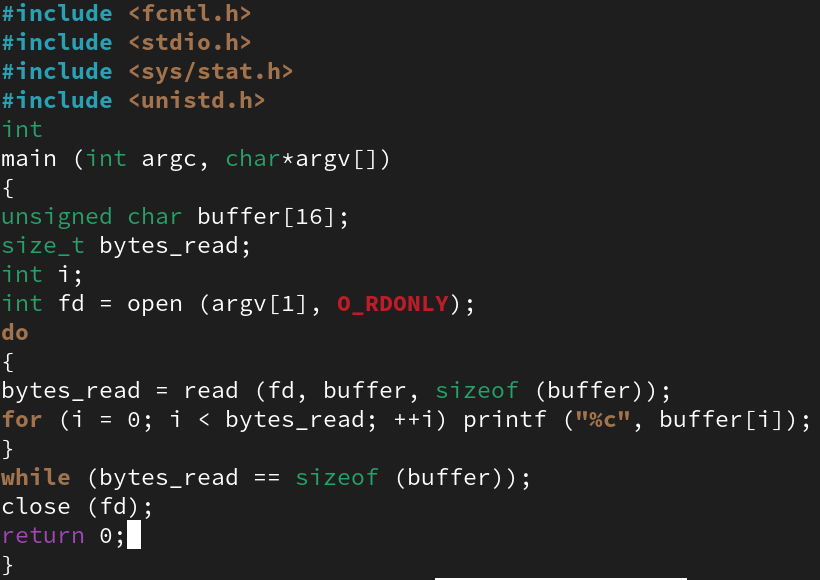 #include <fcntl.h>
#include <stdio.h>
#include <sys/stat.h>
#include <unistd.h>
int
main (int argc, char*argv[])
{
unsigned char buffer[16];
size_t bytes_read;
int i;
int fd = open (argv[1], O_RDONLY);
do
{
bytes_read = read (fd, buffer, sizeof (buffer));
for (i = 0; i < bytes_read; ++i) printf ("%c", buffer[i]);
}
while (bytes_read == sizeof (buffer));
close (fd);
return 0;
}